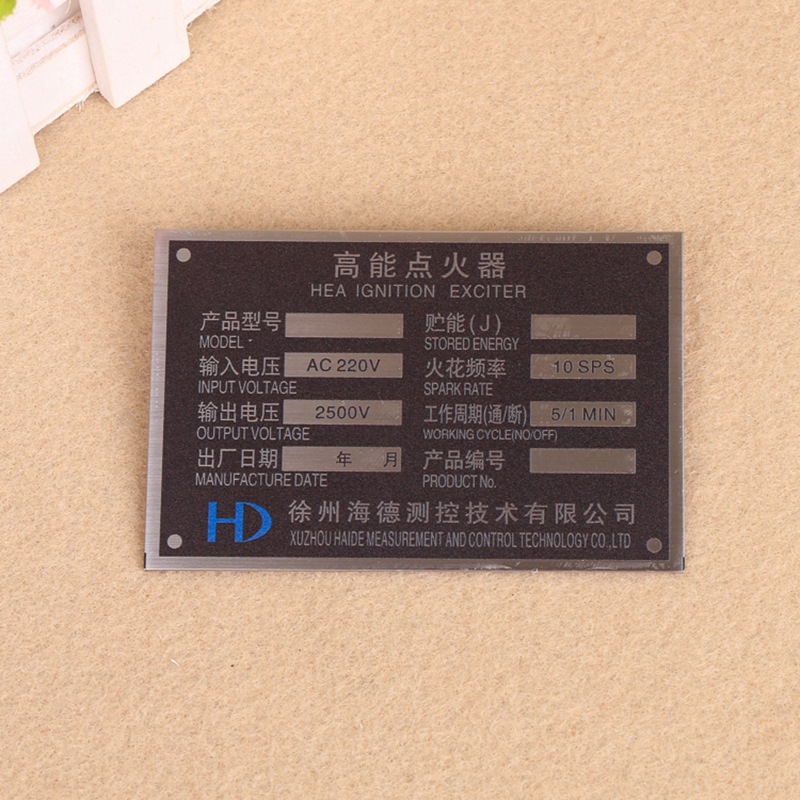 高能点火器
HEA IGNITION EXCITER
产品型号
MODEL
贮能(J)
STORED ENERGY
输入电压 AC 220V
INPUT VOLTAGE
火花频率 10 SPS
SPARK RATE
输出电压 2500V
OUTPUT VOLTAGE
工作周期(通/断) 5/1 MIN
WORKING CYCLE(NO/OFF)
出厂日期 年 月
MANUFACTURE DATE
产品编号
PRODUCT No.
HD 徐州海德测控技术有限公司
XUZHOU HAIDE MEASUREMENT AND CONTROL TECHNOLOGY CO.,LTD